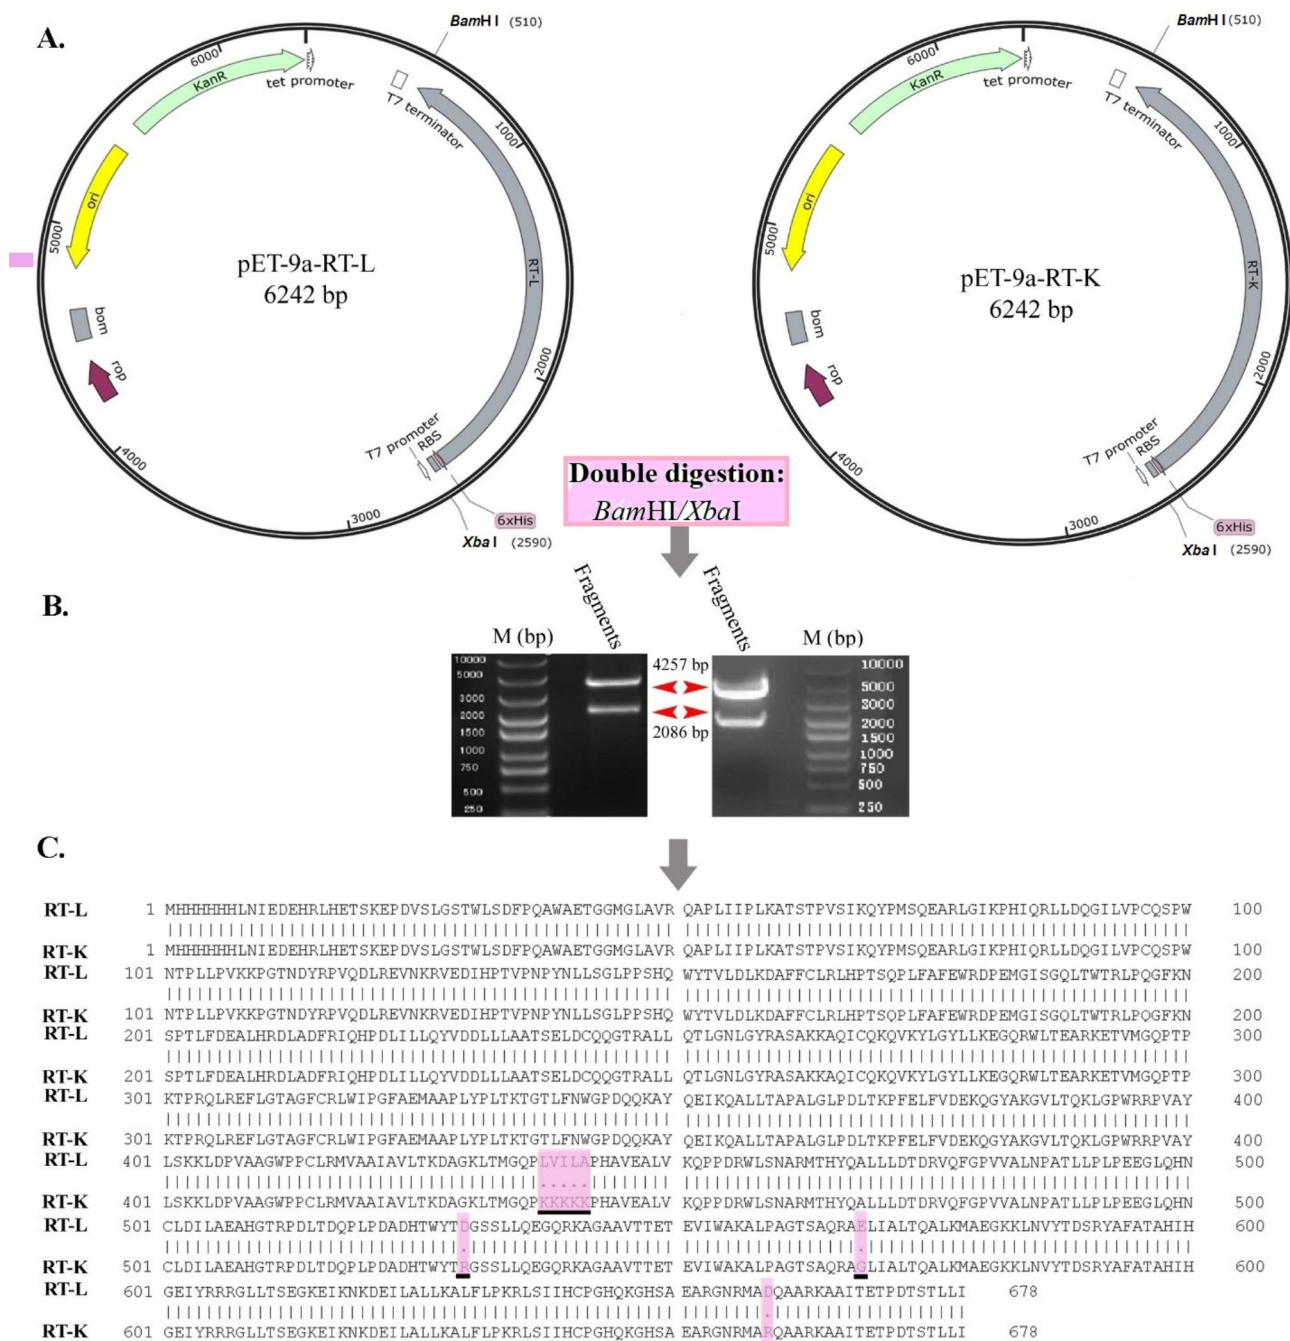 A.
BamHI (510)
6000
KanR
tet promoter
T7 terminator
1000
ori
5000
pET-9a-RT-L
6242 bp
RT-L
bom
rop
2000
T7 promoter
RBS
4000
3000
6xHis
XbaI (2590)
BamHI (510)
6000
KanR
tet promoter
T7 terminator
1000
ori
5000
pET-9a-RT-K
6242 bp
RT-K
bom
rop
2000
T7 promoter
RBS
4000
3000
6xHis
XbaI (2590)
Double digestion:
BamHI/XbaI
B.
M (bp)
Fragments
Fragments
M (bp)
10000
5000
3000
2000
1500
1000
750
500
250
4257 bp
2086 bp
10000
5000
3000
2000
1500
1000
750
500
250
C.
RT-L 1 MHHHHHHLNIEDEHRLHETSKEPDVSLGSTWLSDFPQAWAETGGMGLAVR QAPLIIPLKATSTPVSIKQYPMSQEARLGIKPHIQRLLDQGILVPCQSPW 100
RT-K 1 MHHHHHHLNIEDEHRLHETSKEPDVSLGSTWLSDFPQAWAETGGMGLAVR QAPLIIPLKATSTPVSIKQYPMSQEARLGIKPHIQRLLDQGILVPCQSPW 100
RT-L 101 NTPLLPVKKPGTNDYRPVQDLREVNKRVEDIHPTVPNPYNLLSGLPPSHQ WYTVLDLKDAFFCLRLHPTSQPLFAFEWRDPEMGISGQLTWTRLPQGFKN 200
RT-K 101 NTPLLPVKKPGTNDYRPVQDLREVNKRVEDIHPTVPNPYNLLSGLPPSHQ WYTVLDLKDAFFCLRLHPTSQPLFAFEWRDPEMGISGQLTWTRLPQGFKN 200
RT-L 201 SPTLFDEALHRDLADFRIQHPDLILLQYVDDLLLAATSELDCQQGTRALL QTLGNLGYRASAKKAQICQKQVKYLGYLLKEGQRWLTEARKETVMGQPTP 300
RT-K 201 SPTLFDEALHRDLADFRIQHPDLILLQYVDDLLLAATSELDCQQGTRALL QTLGNLGYRASAKKAQICQKQVKYLGYLLKEGQRWLTEARKETVMGQPTP 300
RT-L 301 KTPRQLREFLGTAGFCRLWIPGFAEMAAPLYPLTKTGTLFNWGPDQQKAY QEIKQALLTAPALGLPDLTKPFELFVDEKQGYAKGVLTQKLGPWRRPVAY 400
RT-K 301 KTPRQLREFLGTAGFCRLWIPGFAEMAAPLYPLTKTGTLFNWGPDQQKAY QEIKQALLTAPALGLPDLTKPFELFVDEKQGYAKGVLTQKLGPWRRPVAY 400
RT-L 401 LSKKLDPVAAGWPPCLRMVAAIAVLTKDAGKLTMGQPLVILAPHAVEALV KQPPDRWLSNARMTHYQALLLDTDRVQFGPVVALNPATLLPLPEEGLQHN 500
RT-K 401 LSKKLDPVAAGWPPCLRMVAAIAVLTKDAGKLTMGQPKKKKKPHAVEALV KQPPDRWLSNARMTHYQALLLDTDRVQFGPVVALNPATLLPLPEEGLQHN 500
RT-L 501 CLDILAEAHGTRPDLTDQPLPDADHTWYTDGSSLLQEGQRKAGAAVTTET EVIWAKALPAGTSAQRAELIALTQALKMAEGKKLNVYTDSRYAFATAHIH 600
RT-K 501 CLDILAEAHGTRPDLTDQPLPDADHTWYTRGSSLLQEGQRKAGAAVTTET EVIWAKALPAGTSAQRAGLIALTQALKMAEGKKLNVYTDSRYAFATAHIH 600
RT-L 601 GEIYRRRGLLTSEGKEIKNKDEILALLKALFLPKRLSIIHCPGHQKGHSA EARGNRMADQAARKAAITETPDTSTLLI 678
RT-K 601 GEIYRRRGLLTSEGKEIKNKDEILALLKALFLPKRLSIIHCPGHQKGHSA EARGNRMARQAARKAAITETPDTSTLLI 678